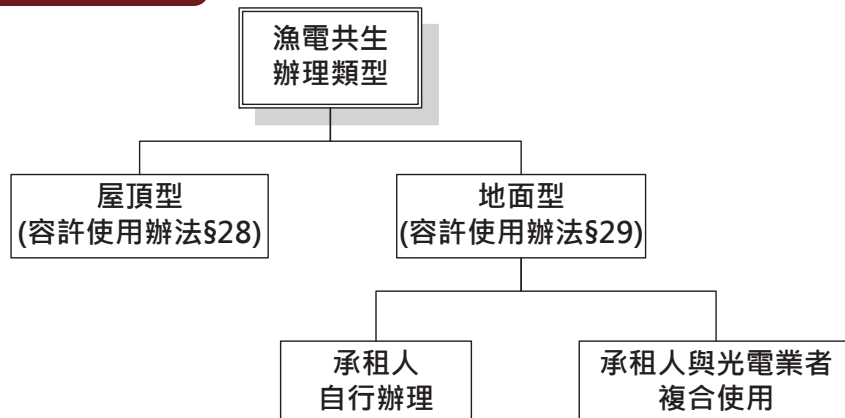 漁電共生
辦理類型
屋頂型
(容許使用辦法§28)
地面型
(容許使用辦法§29)
承租人
自行辦理
承租人與光電業者
複合使用